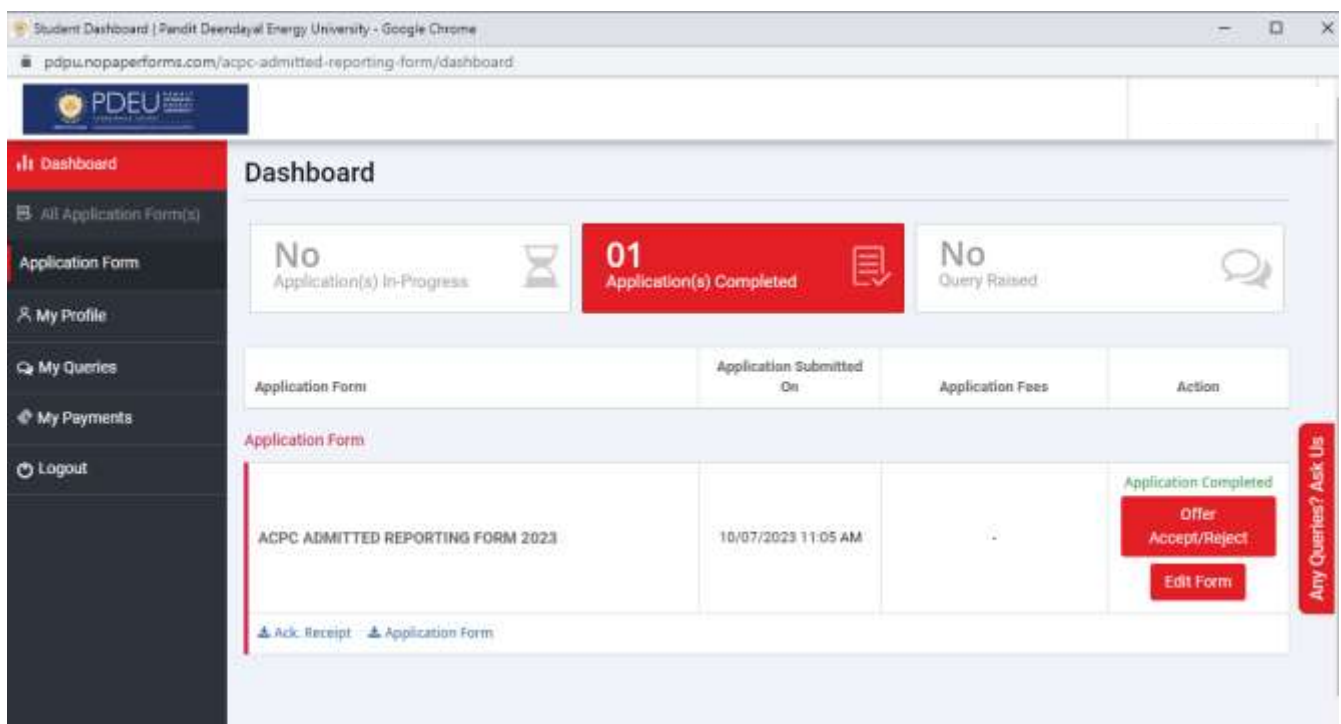 Student Dashboard | Pandit Deendayal Energy University - Google Chrome
pdpu.nopaperforms.com/acpc-admitted-reporting-form/dashboard
PDEU
Dashboard
All Application Form(s)
Application Form
My Profile
My Queries
My Payments
Logout
Dashboard
No
Application(s) In-Progress
01
Application(s) Completed
No
Query Raised
Application Form
Application Submitted
On
Application Fees
Action
Application Form
ACPC ADMITTED REPORTING FORM 2023
10/07/2023 11:05 AM
-
Application Completed
Offer
Accept/Reject
Edit Form
Ack. Receipt
Application Form
Any Queries? Ask Us